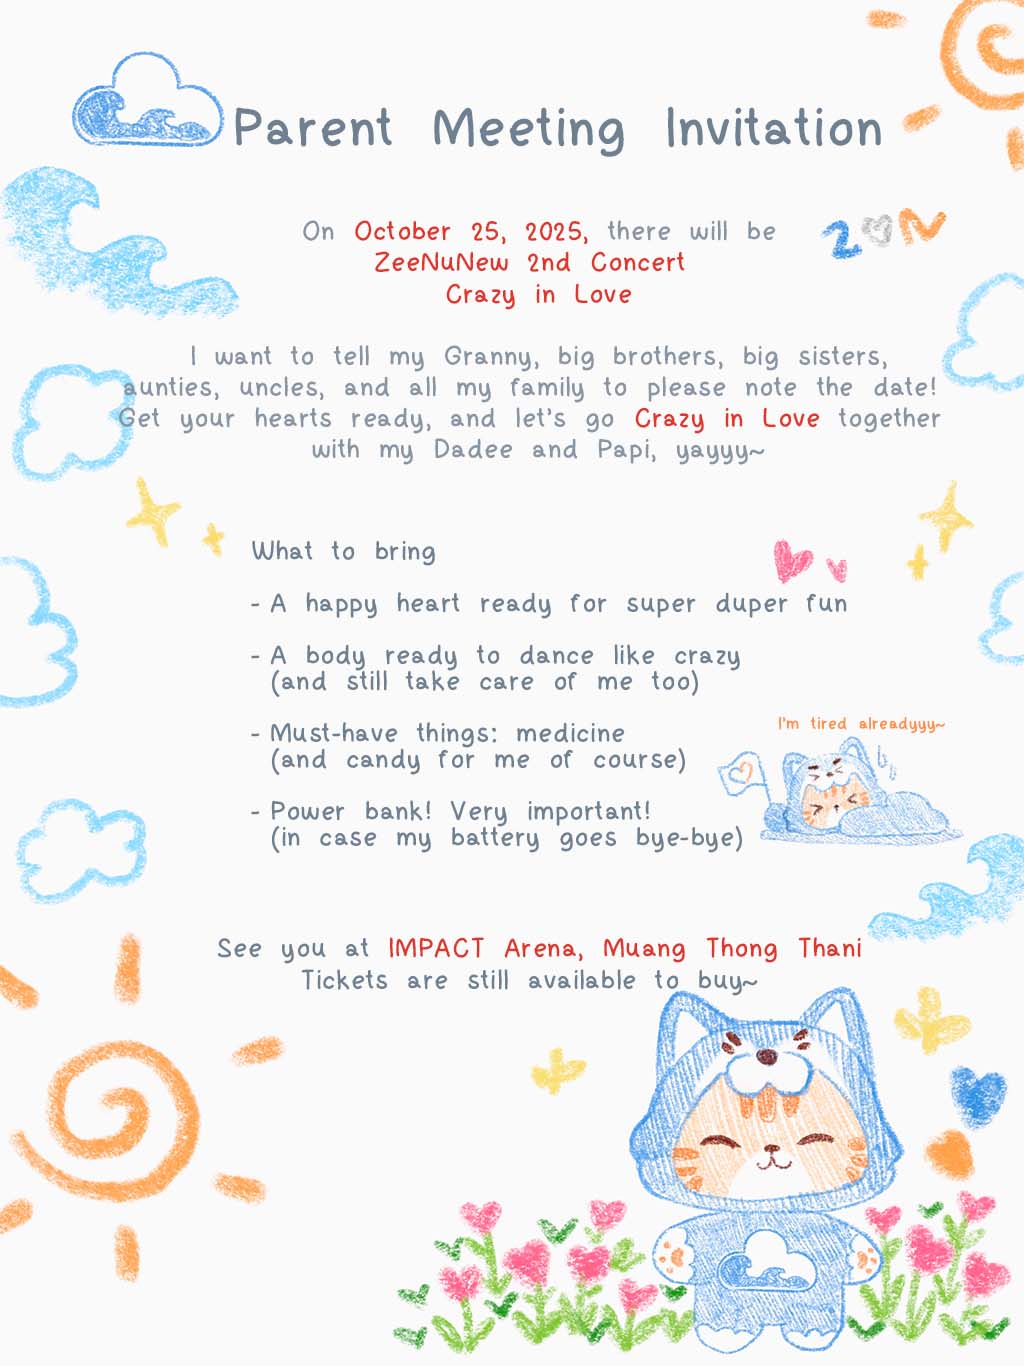 Parent Meeting Invitation
On October 25, 2025, there will be
ZeeNuNew 2nd Concert
Crazy in Love
I want to tell my Granny, big brothers, big sisters,
aunties, uncles, and all my family to please note the date!
Get your hearts ready, and let's go Crazy in Love together
with my Dadee and Papi, yayyy~
What to bring
- A happy heart ready for super duper fun
- A body ready to dance like crazy
(and still take care of me too)
- Must-have things: medicine
(and candy for me of course)
- Power bank! Very important!
(in case my battery goes bye-bye)
I'm tired alreadyyy~
See you at IMPACT Arena, Muang Thong Thani
Tickets are still available to buy~